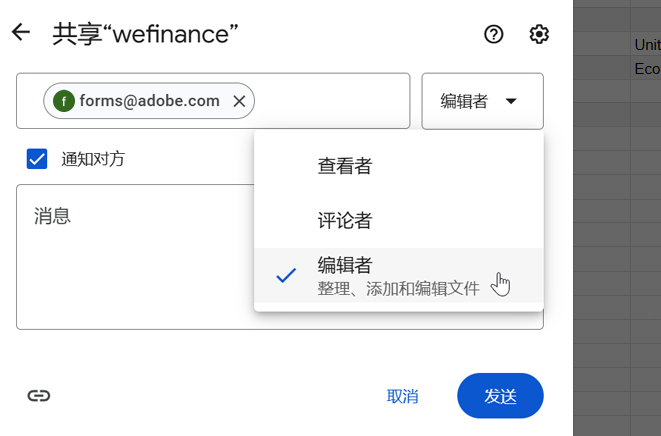 共享“wefinance”
f forms@adobe.com
编辑者
通知对方
消息
查看者
评论者
编辑者
整理、添加和编辑文件
取消
发送
Unit
Eco